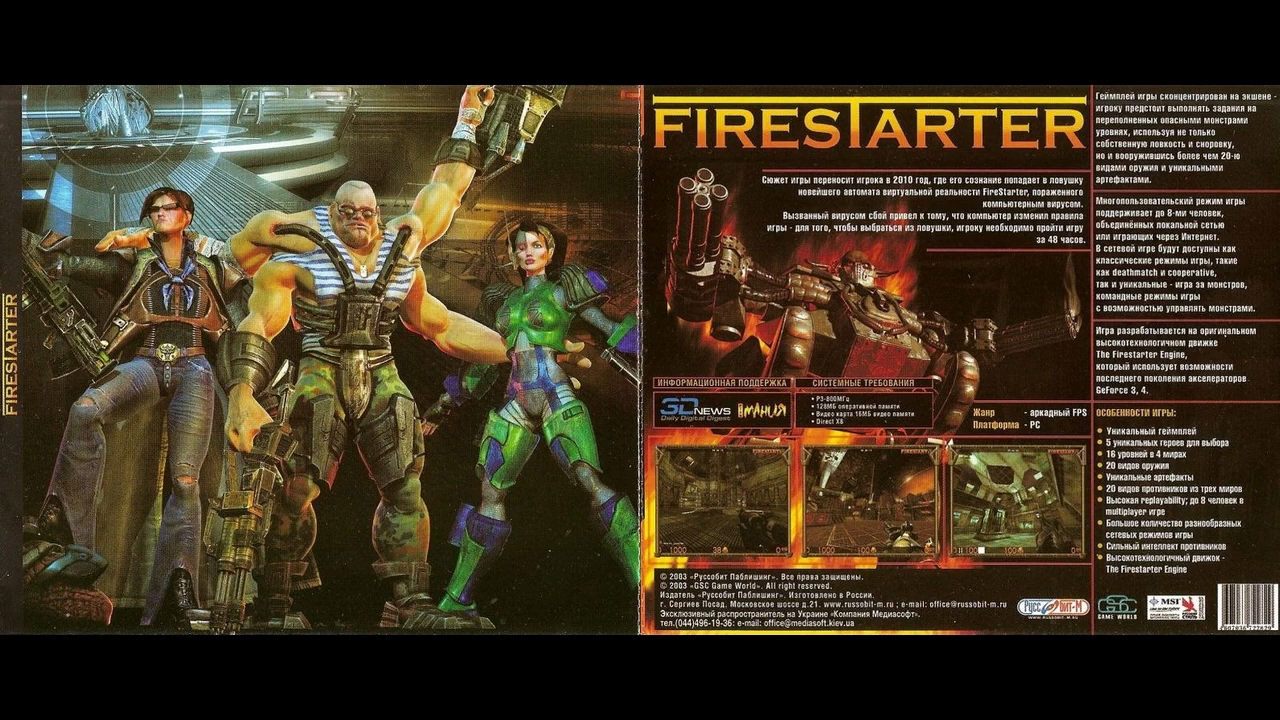 FIRESTARTER
FIRESTARTER
Сюжет игры переносит игрока в 2010 год, где его сознание попадает в ловушку
новейшего автомата виртуальной реальности FireStarter, пораженного
компьютерным вирусом.
Вызванный вирусом сбой привел к тому, что компьютер изменил правила
игры - для того, чтобы выбраться из ловушки, игроку необходимо пройти игру
за 48 часов.
Геймплей игры сконцентрирован на экшене -
игроку предстоит выполнять задания на
переполненных опасными монстрами
уровнях, используя не только
собственную ловкость и сноровку,
но и вооружившись более чем 20-ю
видами оружия и уникальными
артефактами.
Многопользовательский режим игры
поддерживает до 8-ми человек,
объединённых локальной сетью
или играющих через Интернет.
В сетевой игре будут доступны как
классические режимы игры, такие
как deathmatch и cooperative,
так и уникальные - игра за монстров,
командные режимы игры
с возможностью управлять монстрами.
Игра разрабатывается на оригинальном
высокотехнологичном движке
The Firestarter Engine,
который использует возможности
последнего поколения акселераторов
GeForce 3, 4.
ИНФОРМАЦИОННАЯ ПОДДЕРЖКА
3DNEWS
Daily Digital Digest
МАНИЯ
СИСТЕМНЫЕ ТРЕБОВАНИЯ
• P3-800МГц
• 128МБ оперативной памяти
• Видео карта 16МБ видео памяти
• Direct X8
Жанр - аркадный FPS
Платформа - PC
ОСОБЕННОСТИ ИГРЫ:
• Уникальный геймплей
• 5 уникальных героев для выбора
• 16 уровней в 4 мирах
• 20 видов оружия
• Уникальные артефакты
• 20 видов противников из трех миров
• Высокая replayability; до 8 человек в
multiplayer игре
• Большое количество разнообразных
сетевых режимов игры
• Сильный интеллект противников
• Высокотехнологичный движок -
The Firestarter Engine
© 2003 «Руссобит Паблишинг». Все права защищены.
© 2003 «GSC Game World». All right reserved.
Издатель «Руссобит Паблишинг». Изготовлено в России.
г. Сергиев Посад. Московское шоссе д.21. www.russobit-m.ru ; e-mail: office@russobit-m.ru
Эксклюзивный распространитель на Украине «Компания Медиасофт».
тел.(044)496-19-36: e-mail: office@mediasoft.kiev.ua
Руссобит-М
WWW.RUSSOBIT-M.RU
GSC
GAME WORLD
MSI